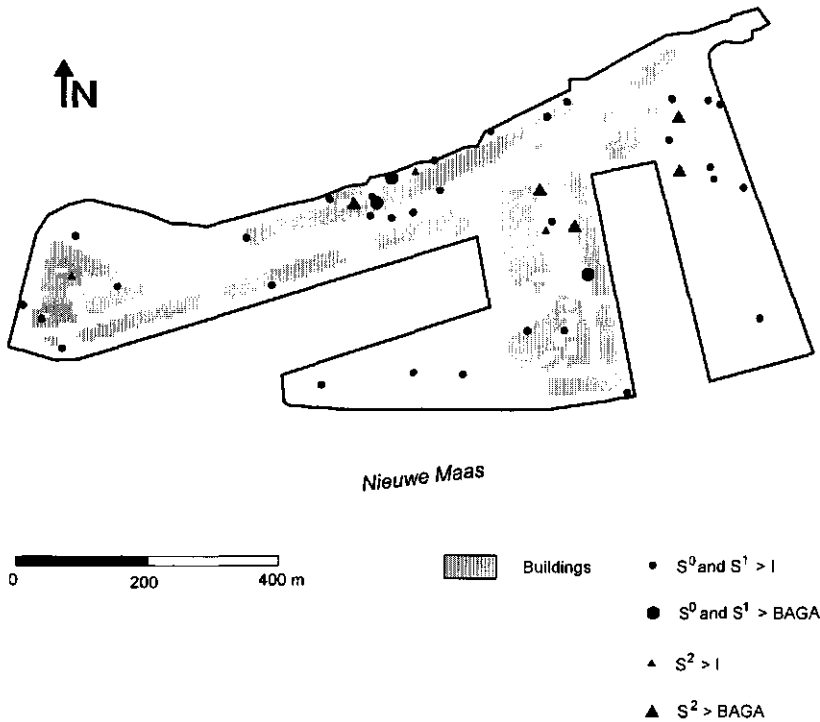 N
Nieuwe Maas
0 200 400 m
Buildings
S⁰ and S¹ > I
S⁰ and S¹ > BAGA
S² > I
S² > BAGA